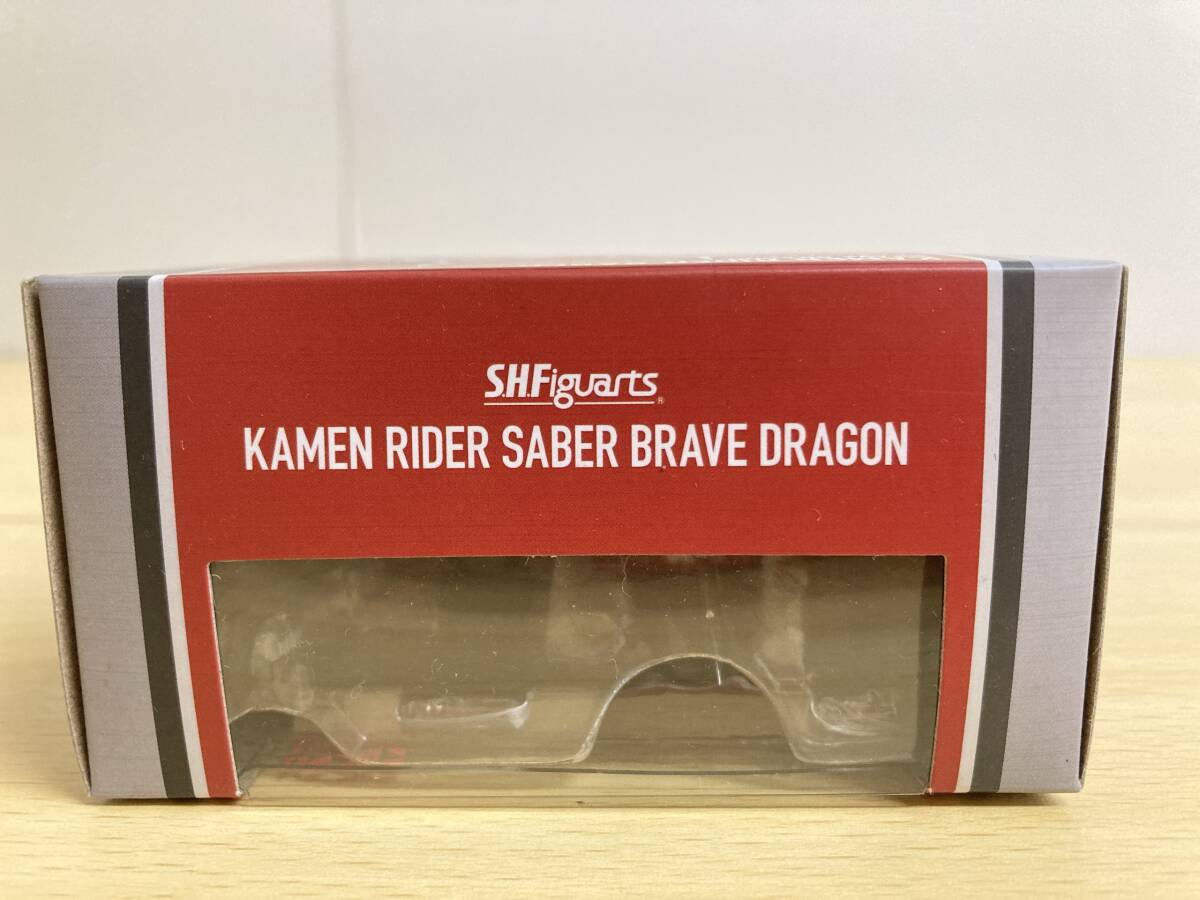 S.H.Figuarts®
KAMEN RIDER SABER BRAVE DRAGON